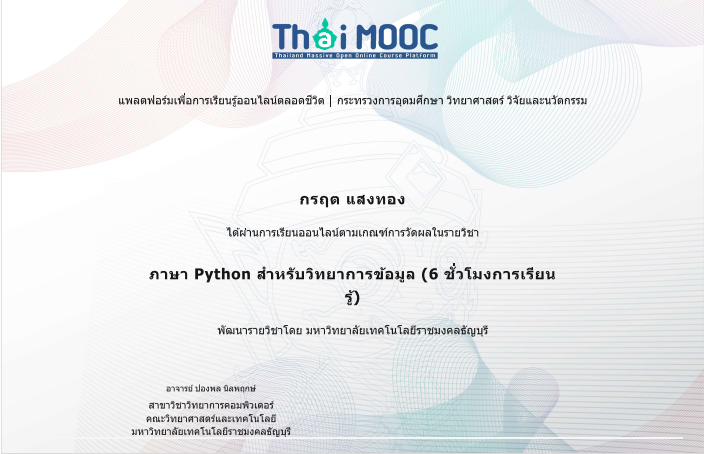 Thai MOOC
Thailand Massive Open Online Course Platform
แพลตฟอร์มเพื่อการเรียนรู้ออนไลน์ตลอดชีวิต | กระทรวงการอุดมศึกษา วิทยาศาสตร์ วิจัยและนวัตกรรม
กรฤต แสงทอง
ได้ผ่านการเรียนออนไลน์ตามเกณฑ์การวัดผลในรายวิชา
ภาษา Python สำหรับวิทยาการข้อมูล (6 ชั่วโมงการเรียน
รู้)
พัฒนารายวิชาโดย มหาวิทยาลัยเทคโนโลยีราชมงคลธัญบุรี
อาจารย์ ปองพล นิลพฤกษ์
สาขาวิชาวิทยาการคอมพิวเตอร์
คณะวิทยาศาสตร์และเทคโนโลยี
มหาวิทยาลัยเทคโนโลยีราชมงคลธัญบุรี